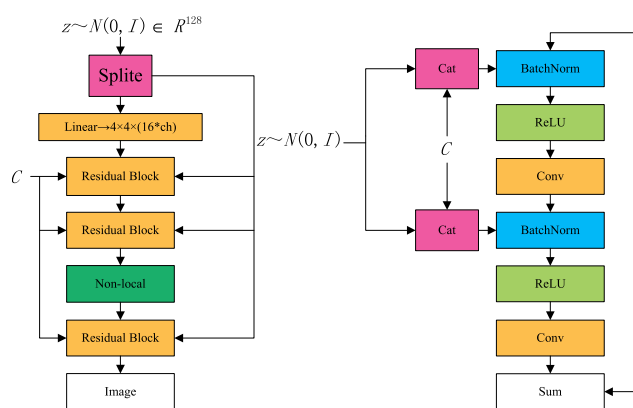 z~N(0, I) ∈ R¹²⁸
Splite
Linear→4×4×(16*ch)
C
Residual Block
Residual Block
Non-local
Residual Block
Image
z~N(0, I)
Cat
C
Cat
BatchNorm
ReLU
Conv
BatchNorm
ReLU
Conv
Sum